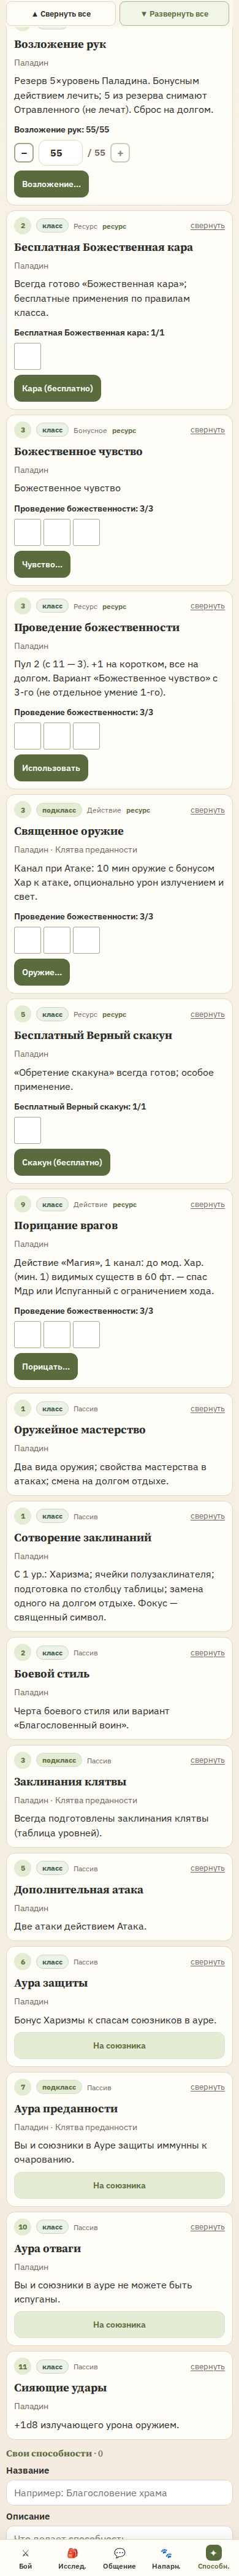 ▲ Свернуть все ▼ Развернуть все
Возложение рук
Паладин
Резерв 5×уровень Паладина. Бонусным
действием лечить; 5 из резерва снимают
Отравленного (не лечат). Сброс на долгом.
Возложение рук: 55/55
− 55 / 55 +
Возложение…
2 класс Ресурс ресурс свернуть
Бесплатная Божественная кара
Паладин
Всегда готово «Божественная кара»;
бесплатные применения по правилам
класса.
Бесплатная Божественная кара: 1/1
Кара (бесплатно)
3 класс Бонусное ресурс свернуть
Божественное чувство
Паладин
Божественное чувство
Проведение божественности: 3/3
Чувство…
3 класс Ресурс ресурс свернуть
Проведение божественности
Паладин
Пул 2 (с 11 — 3). +1 на коротком, все на
долгом. Вариант «Божественное чувство» с
3-го (не отдельное умение 1-го).
Проведение божественности: 3/3
Использовать
3 подкласс Действие ресурс свернуть
Священное оружие
Паладин · Клятва преданности
Канал при Атаке: 10 мин оружие с бонусом
Хар к атаке, опционально урон излучением и
свет.
Проведение божественности: 3/3
Оружие…
5 класс Ресурс ресурс свернуть
Бесплатный Верный скакун
Паладин
«Обретение скакуна» всегда готов; особое
применение.
Бесплатный Верный скакун: 1/1
Скакун (бесплатно)
9 класс Действие ресурс свернуть
Порицание врагов
Паладин
Действие «Магия», 1 канал: до мод. Хар.
(мин. 1) видимых существ в 60 фт. — спас
Мдр или Испуганный с ограничением хода.
Проведение божественности: 3/3
Порицать…
1 класс Пассив свернуть
Оружейное мастерство
Паладин
Два вида оружия; свойства мастерства в
атаках; смена на долгом отдыхе.
1 класс Пассив свернуть
Сотворение заклинаний
Паладин
С 1 ур.: Харизма; ячейки полузаклинателя;
подготовка по столбцу таблицы; замена
одного на долгом отдыхе. Фокус —
священный символ.
2 класс Пассив свернуть
Боевой стиль
Паладин
Черта боевого стиля или вариант
«Благословенный воин».
3 подкласс Пассив свернуть
Заклинания клятвы
Паладин · Клятва преданности
Всегда подготовлены заклинания клятвы
(таблица уровней).
5 класс Пассив свернуть
Дополнительная атака
Паладин
Две атаки действием Атака.
6 класс Пассив свернуть
Аура защиты
Паладин
Бонус Харизмы к спасам союзников в ауре.
На союзника
7 подкласс Пассив свернуть
Аура преданности
Паладин · Клятва преданности
Вы и союзники в Ауре защиты иммунны к
очарованию.
На союзника
10 класс Пассив свернуть
Аура отваги
Паладин
Вы и союзники в ауре не можете быть
испуганы.
На союзника
11 класс Пассив свернуть
Сияющие удары
Паладин
+1d8 излучающего урона оружием.
Свои способности · 0
Название
Например: Благословение храма
Описание
Что делает способность
Бой Исслед. Общение Напарн. Способн.